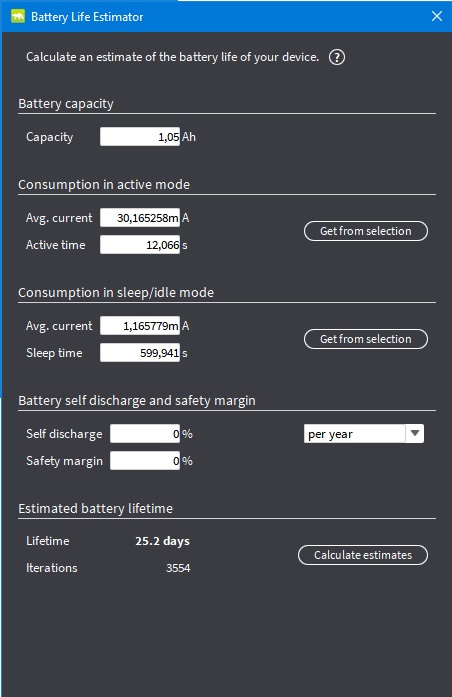 Battery Life Estimator
Calculate an estimate of the battery life of your device. ?
Battery capacity
Capacity 1,05 Ah
Consumption in active mode
Avg. current 30,165258m A
Get from selection
Active time 12,066 s
Consumption in sleep/idle mode
Avg. current 1,165779m A
Get from selection
Sleep time 599,941 s
Battery self discharge and safety margin
Self discharge 0 % per year
Safety margin 0 %
Estimated battery lifetime
Lifetime 25.2 days
Calculate estimates
Iterations 3554